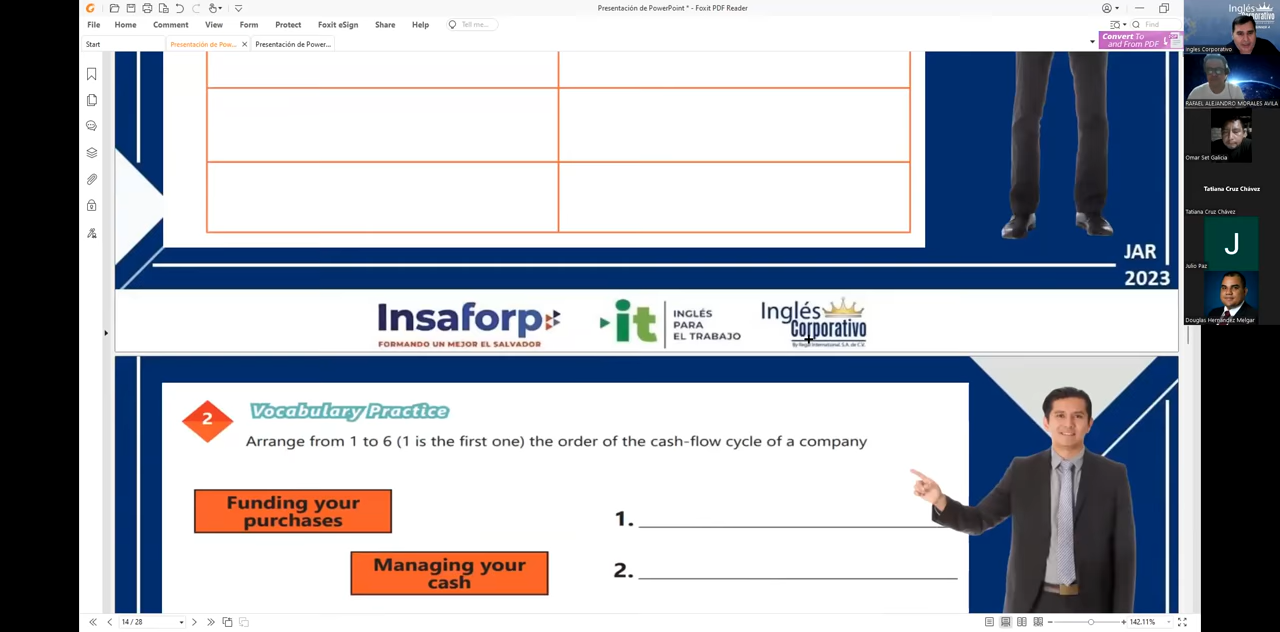 Presentación de PowerPoint * - Foxit PDF Reader
File Home Comment View Form Protect Foxit eSign Share Help Tell me... Find
Start Presentación de Pow... Presentación de Power...
Convert To
and From PDF
JAR
2023
Insaforp
FORMANDO UN MEJOR EL SALVADOR
it
INGLÉS
PARA
EL TRABAJO
Inglés
Corporativo
2
Vocabulary Practice
Arrange from 1 to 6 (1 is the first one) the order of the cash-flow cycle of a company
Funding your
purchases
1.
Managing your
cash
2.
14 / 28
142.11%
Inglés
Corporativo
Ingles Corporativo
RAFAEL ALEJANDRO MORALES AVILA
Omar Set Galicia
Tatiana Cruz Chávez
Tatiana Cruz Chávez
J
Julio Paz
Douglas Hernández Melgar